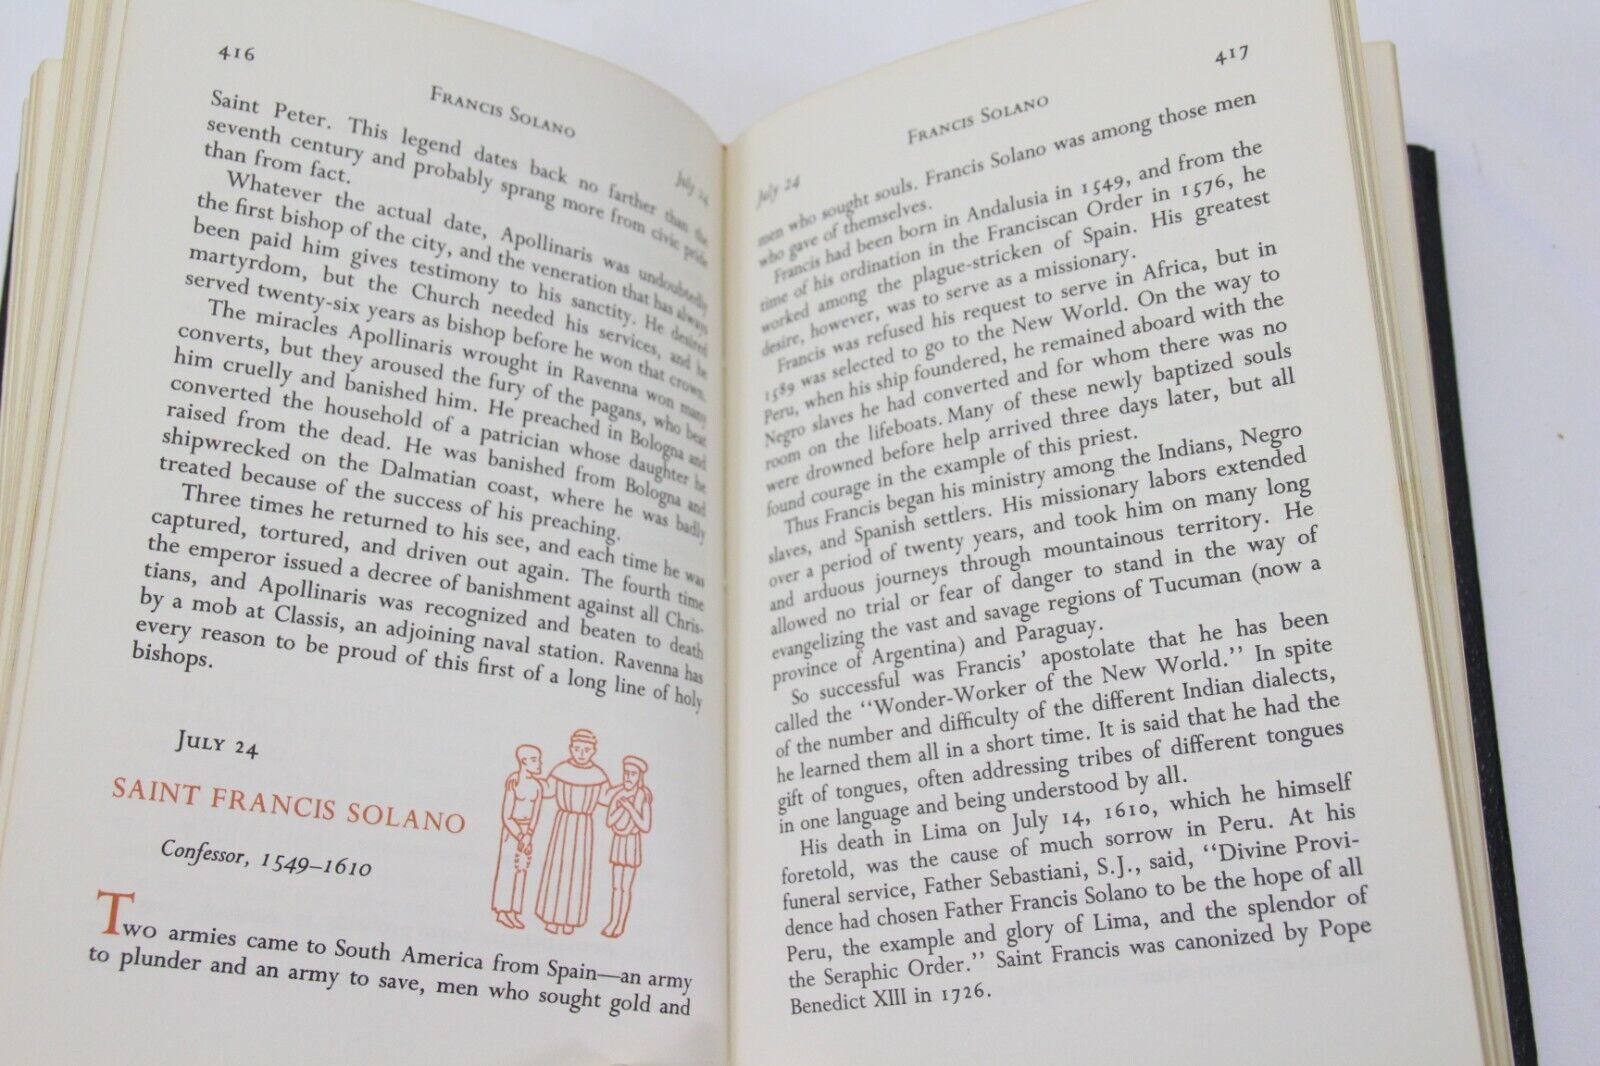 416
Francis Solano
July 24
Saint Peter. This legend dates back no farther than the
seventh century and probably sprang more from civic pride
than from fact.
Whatever the actual date, Apollinaris was undoubtedly
the first bishop of the city, and the veneration that has always
been paid him gives testimony to his sanctity. He desired
martyrdom, but the Church needed his services, and he
served twenty-six years as bishop before he won that crown.
The miracles Apollinaris wrought in Ravenna won many
converts, but they aroused the fury of the pagans, who beat
him cruelly and banished him. He preached in Bologna and
converted the household of a patrician whose daughter he
raised from the dead. He was banished from Bologna and
shipwrecked on the Dalmatian coast, where he was badly
treated because of the success of his preaching.
Three times he returned to his see, and each time he was
captured, tortured, and driven out again. The fourth time
the emperor issued a decree of banishment against all Chris-
tians, and Apollinaris was recognized and beaten to death
by a mob at Classis, an adjoining naval station. Ravenna has
every reason to be proud of this first of a long line of holy
bishops.
July 24
SAINT FRANCIS SOLANO
Confessor, 1549–1610
Two armies came to South America from Spain—an army
to plunder and an army to save, men who sought gold and
417
Francis Solano
July 24
men who sought souls. Francis Solano was among those men
who gave of themselves.
Francis had been born in Andalusia in 1549, and from the
time of his ordination in the Franciscan Order in 1576, he
worked among the plague-stricken of Spain. His greatest
desire, however, was to serve as a missionary.
Francis was refused his request to serve in Africa, but in
1589 was selected to go to the New World. On the way to
Peru, when his ship foundered, he remained aboard with the
Negro slaves he had converted and for whom there was no
room on the lifeboats. Many of these newly baptized souls
were drowned before help arrived three days later, but all
found courage in the example of this priest.
Thus Francis began his ministry among the Indians, Negro
slaves, and Spanish settlers. His missionary labors extended
over a period of twenty years, and took him on many long
and arduous journeys through mountainous territory. He
allowed no trial or fear of danger to stand in the way of
evangelizing the vast and savage regions of Tucuman (now a
province of Argentina) and Paraguay.
So successful was Francis' apostolate that he has been
called the "Wonder-Worker of the New World." In spite
of the number and difficulty of the different Indian dialects,
he learned them all in a short time. It is said that he had the
gift of tongues, often addressing tribes of different tongues
in one language and being understood by all.
His death in Lima on July 14, 1610, which he himself
foretold, was the cause of much sorrow in Peru. At his
funeral service, Father Sebastiani, S.J., said, "Divine Provi-
dence had chosen Father Francis Solano to be the hope of all
Peru, the example and glory of Lima, and the splendor of
the Seraphic Order." Saint Francis was canonized by Pope
Benedict XIII in 1726.